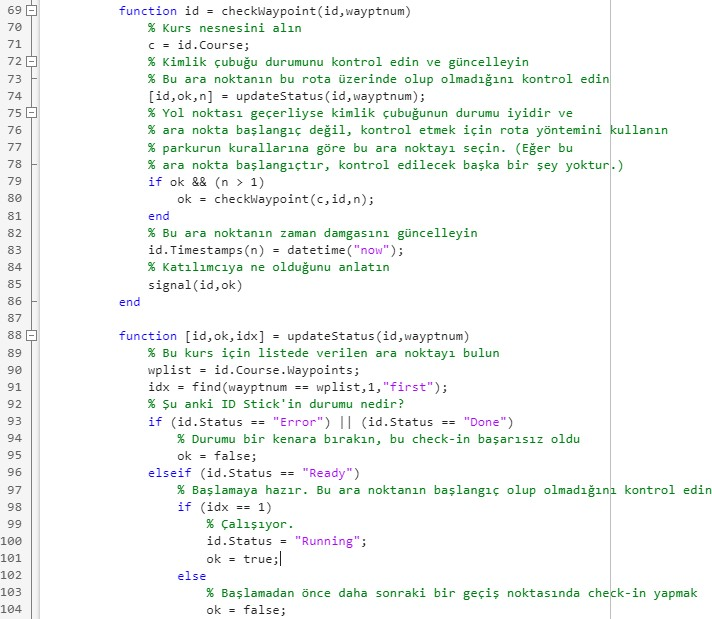 69 function id = checkWaypoint(id,wayptnum)
70 % Kurs nesnesini alın
71 c = id.Course;
72 % Kimlik çubuğu durumunu kontrol edin ve güncelleyin
73 % Bu ara noktanın bu rota üzerinde olup olmadığını kontrol edin
74 [id,ok,n] = updateStatus(id,wayptnum);
75 % Yol noktası geçerliyse kimlik çubuğunun durumu iyidir ve
76 % ara nokta başlangıç değil, kontrol etmek için rota yöntemini kullanın
77 % parkurun kurallarına göre bu ara noktayı seçin. (Eğer bu
78 % ara nokta başlangıçtır, kontrol edilecek başka bir şey yoktur.)
79 if ok && (n > 1)
80 ok = checkWaypoint(c,id,n);
81 end
82 % Bu ara noktanın zaman damgasını güncelleyin
83 id.Timestamps(n) = datetime("now");
84 % Katılımcıya ne olduğunu anlatın
85 signal(id,ok)
86 end
87
88 function [id,ok,idx] = updateStatus(id,wayptnum)
89 % Bu kurs için listede verilen ara noktayı bulun
90 wplist = id.Course.Waypoints;
91 idx = find(wayptnum == wplist,1,"first");
92 % Şu anki ID Stick'in durumu nedir?
93 if (id.Status == "Error") || (id.Status == "Done")
94 % Durumu bir kenara bırakın, bu check-in başarısız oldu
95 ok = false;
96 elseif (id.Status == "Ready")
97 % Başlamaya hazır. Bu ara noktanın başlangıç olup olmadığını kontrol edin
98 if (idx == 1)
99 % Çalışıyor.
100 id.Status = "Running";
101 ok = true;
102 else
103 % Başlamadan önce daha sonraki bir geçiş noktasında check-in yapmak
104 ok = false;